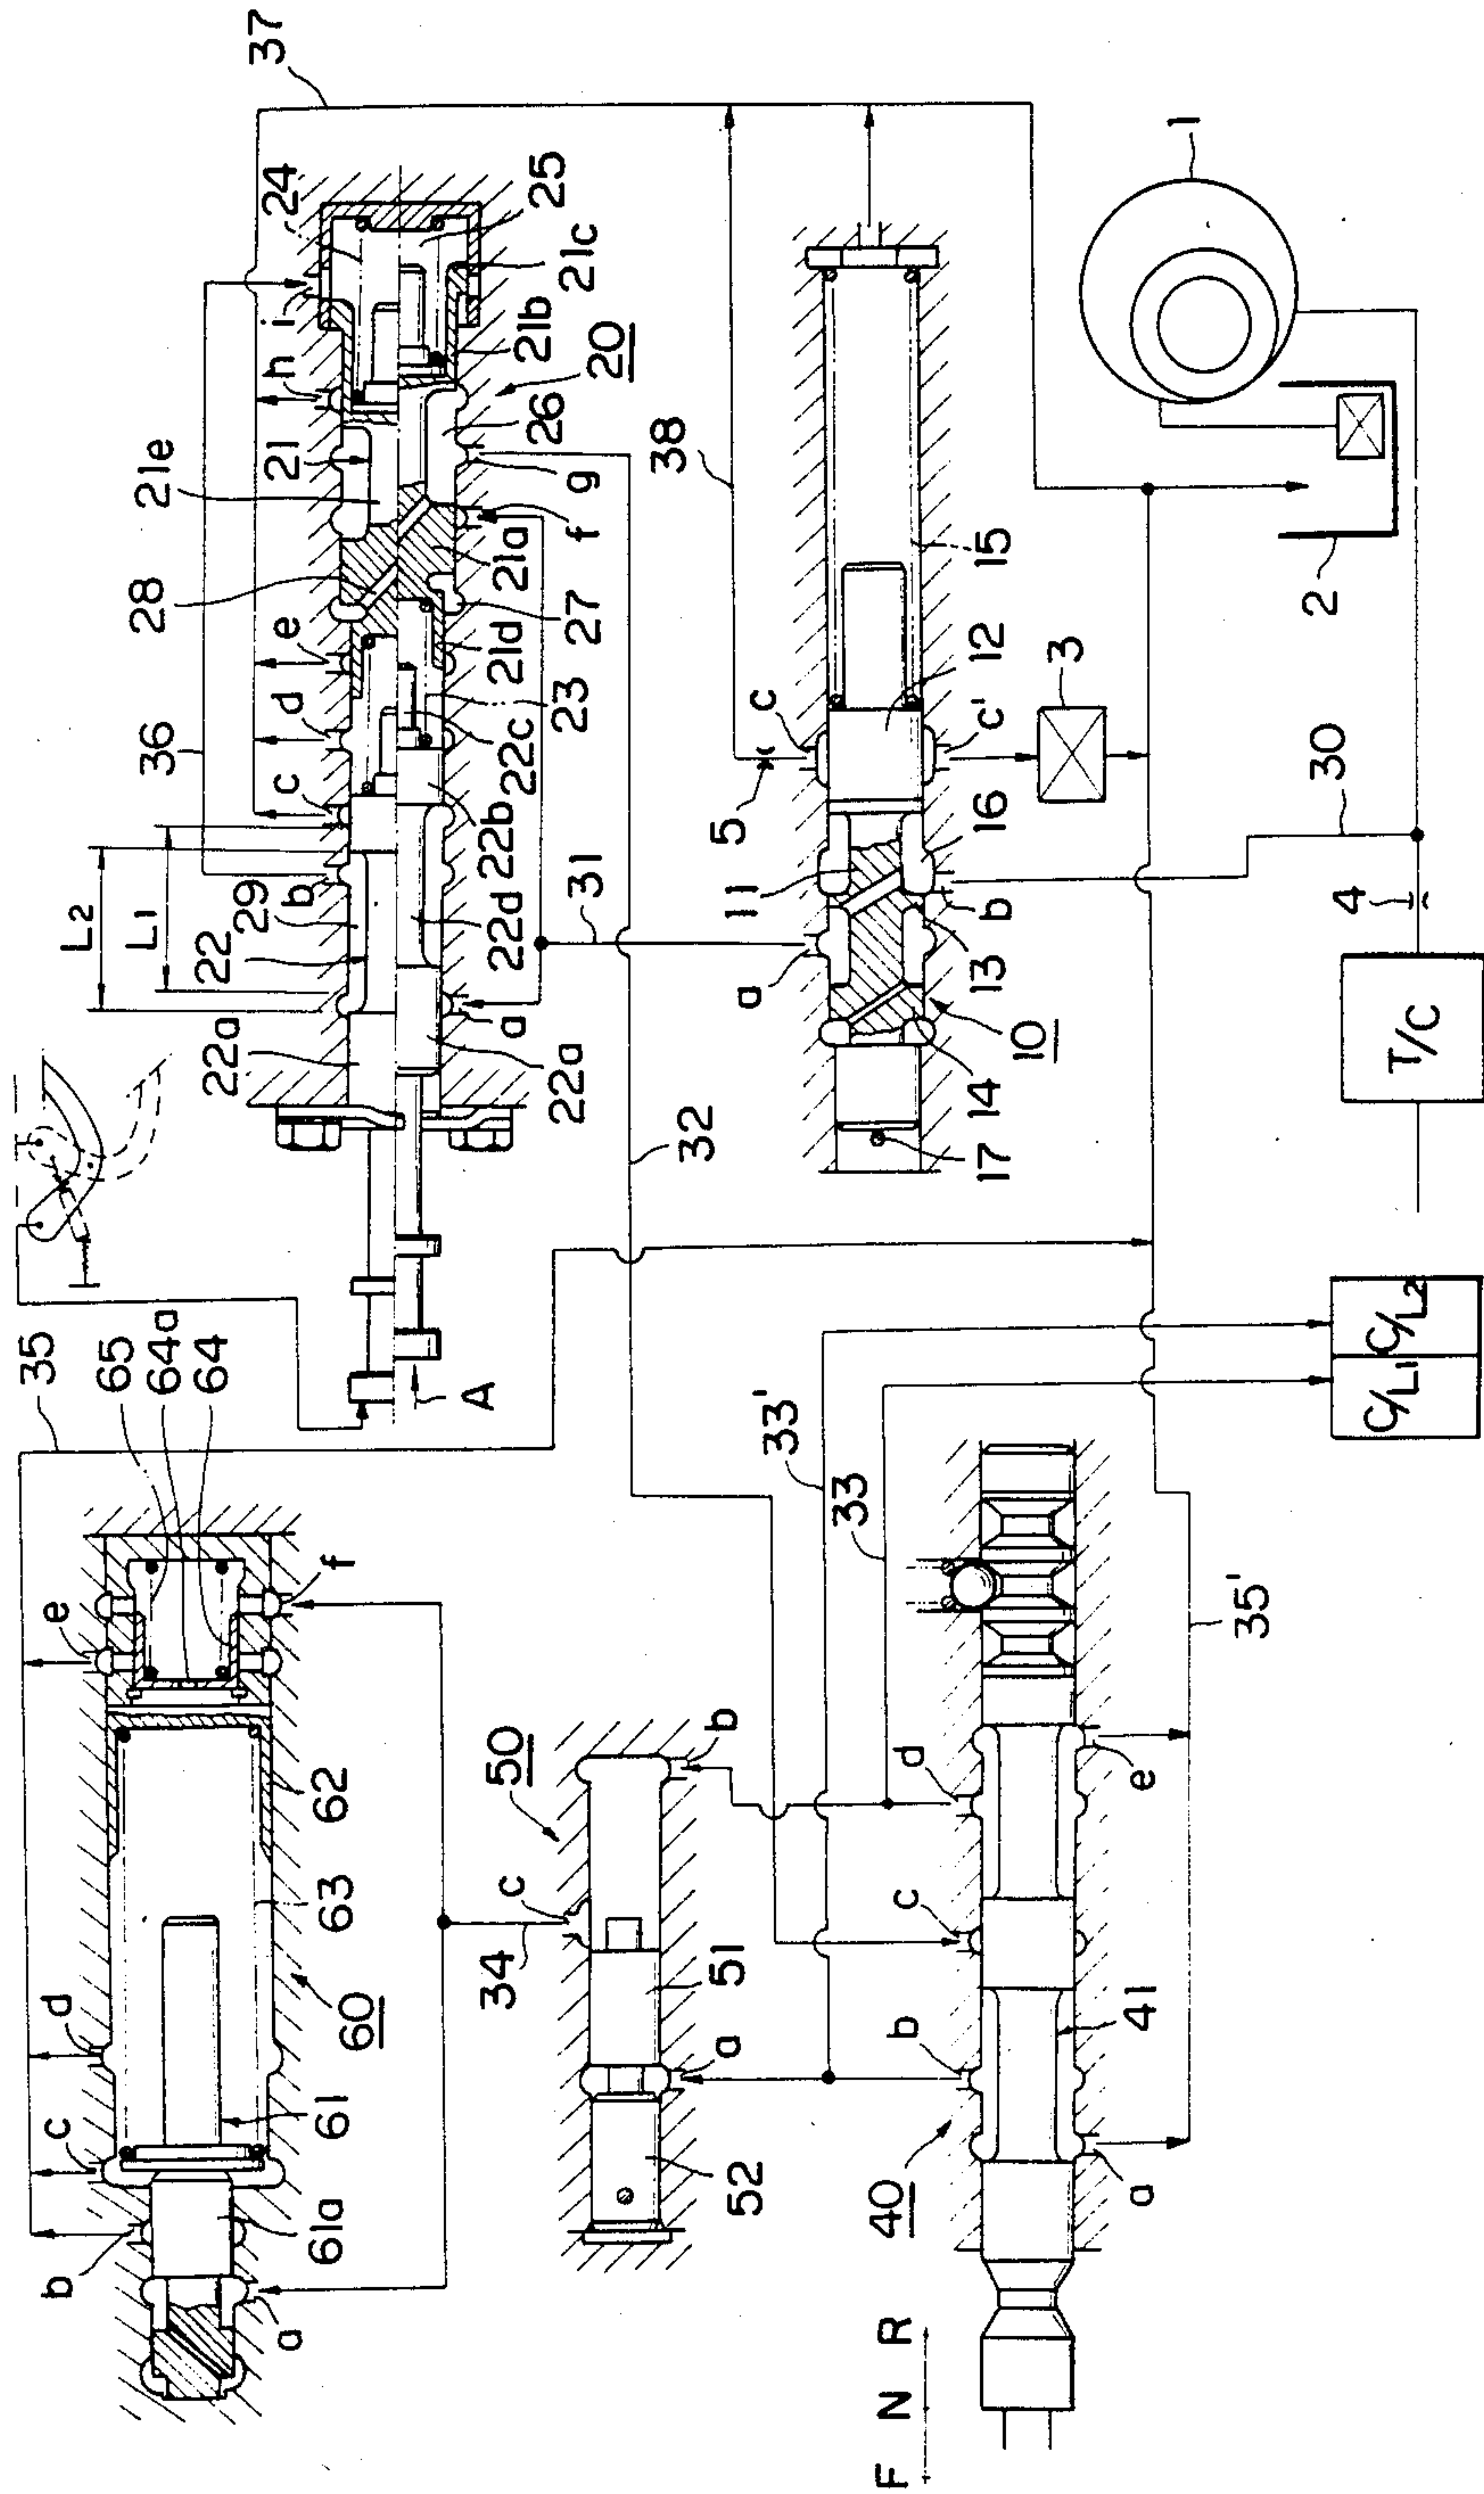 37
24
25
21c
i
h
21b
20
21
26
21e
g
f
21a
28
27
e
21d
d
23
36
22c
c
22b
L2
L1
b
29
22
22d
a
22a
22a
31
32
38
1
2
15
12
c
c'
3
5
16
11
b
30
4
a
13
10
14
17
T/C
A
35
65
64a
64
f
e
62
63
d
60
c
61
61a
b
a
33'
33
50
b
c
34
51
a
52
C/L1
C/L2
35'
d
e
c
b
41
40
a
F N R